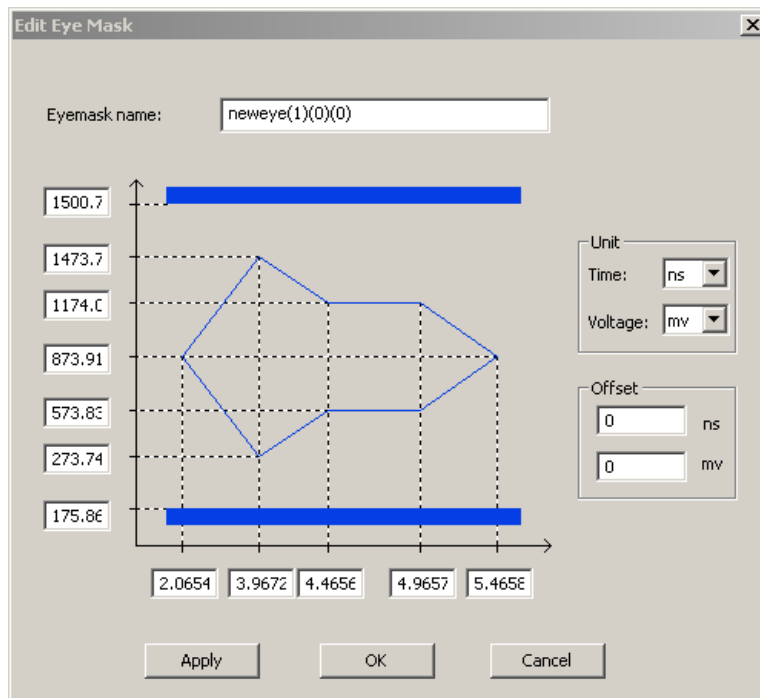 Edit Eye Mask
Eyemask name: neweye(1)(0)(0)
1500.7
1473.7
1174.0
873.91
573.83
273.74
175.86
2.0654 3.9672 4.4656 4.9657 5.4658
Unit
Time: ns
Voltage: mv
Offset
0 ns
0 mv
Apply OK Cancel